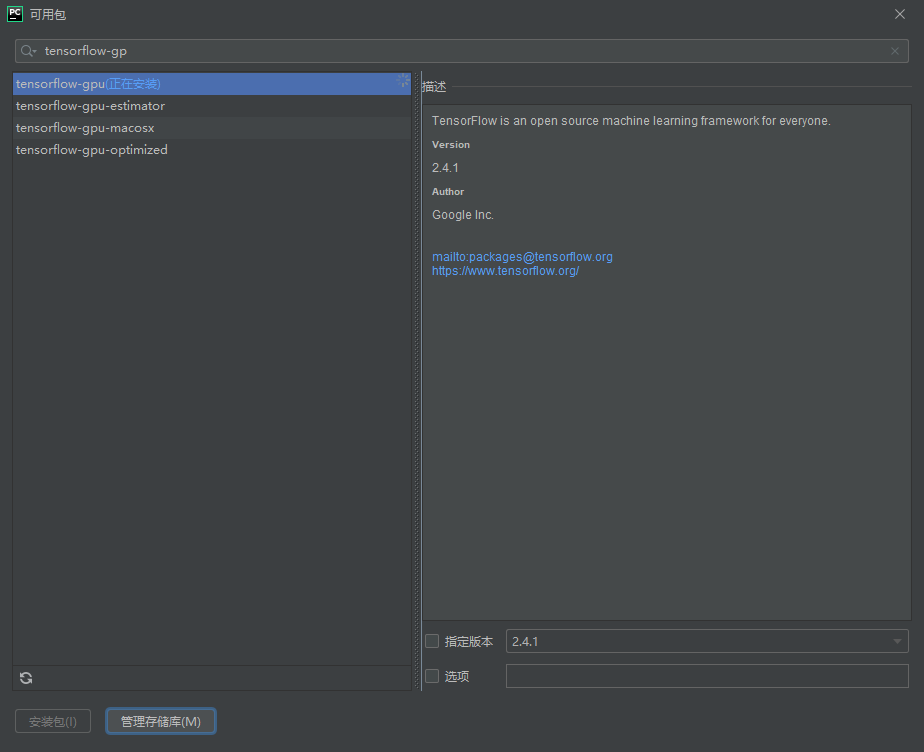 PC 可用包
tensorflow-gp
tensorflow-gpu(正在安装)
tensorflow-gpu-estimator
tensorflow-gpu-macosx
tensorflow-gpu-optimized
描述
TensorFlow is an open source machine learning framework for everyone.
Version
2.4.1
Author
Google Inc.
mailto:packages@tensorflow.org
https://www.tensorflow.org/
指定版本 2.4.1
选项
安装包(I) 管理存储库(M)